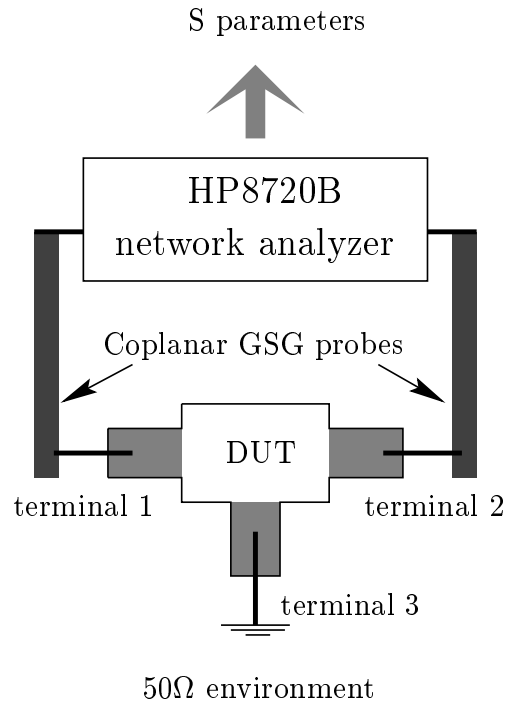 S parameters
HP8720B
network analyzer
Coplanar GSG probes
DUT
terminal 1
terminal 2
terminal 3
50Ω environment